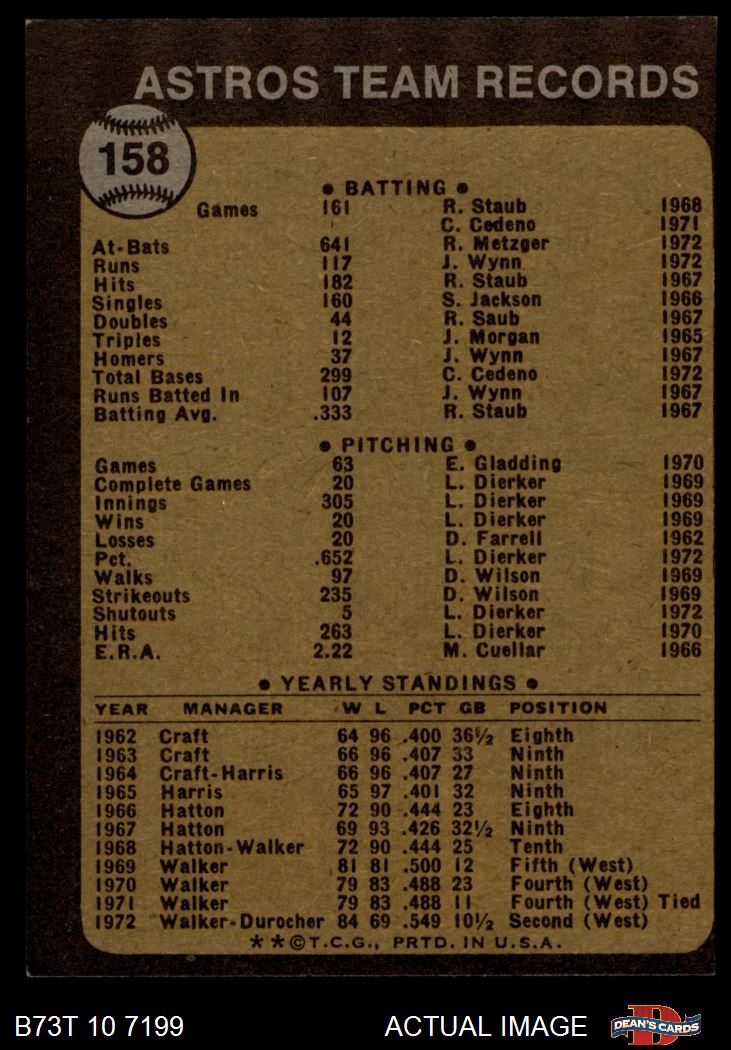 ASTROS TEAM RECORDS
158
• BATTING •
Games 161 R. Staub 1968
C. Cedeno 1971
At-Bats 641 R. Metzger 1972
Runs 117 J. Wynn 1972
Hits 182 R. Staub 1967
Singles 160 S. Jackson 1966
Doubles 44 R. Saub 1967
Triples 12 J. Morgan 1965
Homers 37 J. Wynn 1967
Total Bases 299 C. Cedeno 1972
Runs Batted In 107 J. Wynn 1967
Batting Avg. .333 R. Staub 1967
• PITCHING •
Games 63 E. Gladding 1970
Complete Games 20 L. Dierker 1969
Innings 305 L. Dierker 1969
Wins 20 L. Dierker 1969
Losses 20 D. Farrell 1962
Pct. .652 L. Dierker 1972
Walks 97 D. Wilson 1969
Strikeouts 235 D. Wilson 1969
Shutouts 5 L. Dierker 1972
Hits 263 L. Dierker 1970
E.R.A. 2.22 M. Cuellar 1966
• YEARLY STANDINGS •
YEAR MANAGER W L PCT GB POSITION
1962 Craft 64 96 .400 36½ Eighth
1963 Craft 66 96 .407 33 Ninth
1964 Craft-Harris 66 96 .407 27 Ninth
1965 Harris 65 97 .401 32 Ninth
1966 Hatton 72 90 .444 23 Eighth
1967 Hatton 69 93 .426 32½ Ninth
1968 Hatton-Walker 72 90 .444 25 Tenth
1969 Walker 81 81 .500 12 Fifth (West)
1970 Walker 79 83 .488 23 Fourth (West)
1971 Walker 79 83 .488 11 Fourth (West) Tied
1972 Walker-Durocher 84 69 .549 10½ Second (West)
**©T.C.G., PRTD. IN U.S.A.
B73T 10 7199 ACTUAL IMAGE
D
DEAN'S CARDS